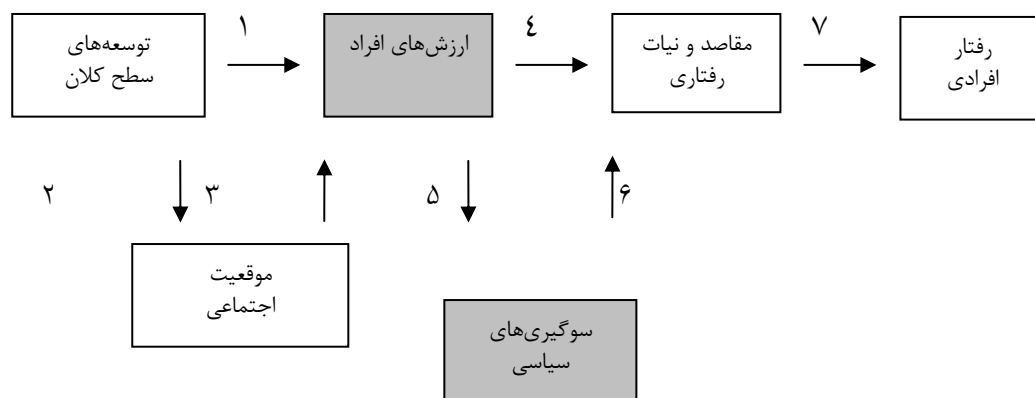 ۱
توسعه‌های
سطح کلان
ارزش‌های افراد
٤
مقاصد و نیات
رفتاری
۷
رفتار
افرادی
۲
۳
۵
۶
موقعیت
اجتماعی
سوگیری‌های
سیاسی